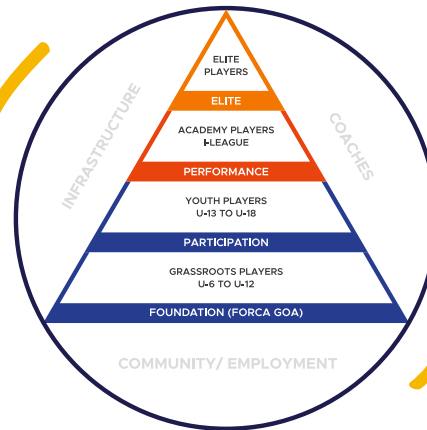 ELITE
PLAYERS
ELITE
INFRASTRUCTURE
COACHES
ACADEMY PLAYERS
I-LEAGUE
PERFORMANCE
YOUTH PLAYERS
U-13 TO U-18
PARTICIPATION
GRASSROOTS PLAYERS
U-6 TO U-12
FOUNDATION (FORCA GOA)
COMMUNITY/ EMPLOYMENT